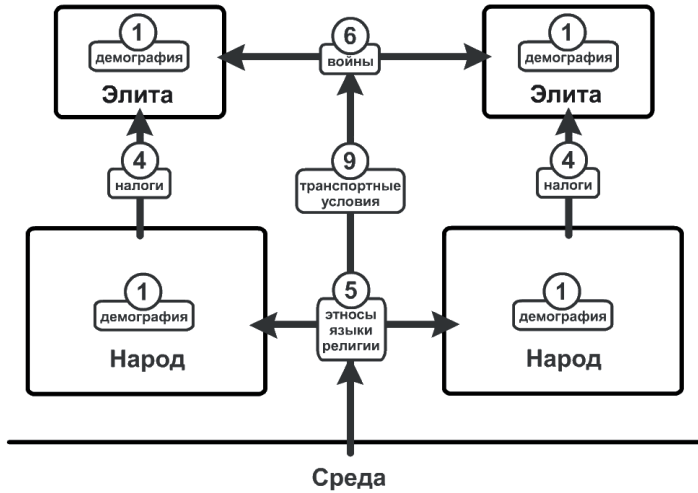 1
демография
Элита
6
войны
1
демография
Элита
4
налоги
9
транспортные
условия
4
налоги
1
демография
Народ
5
этносы
языки
религии
1
демография
Народ
Среда